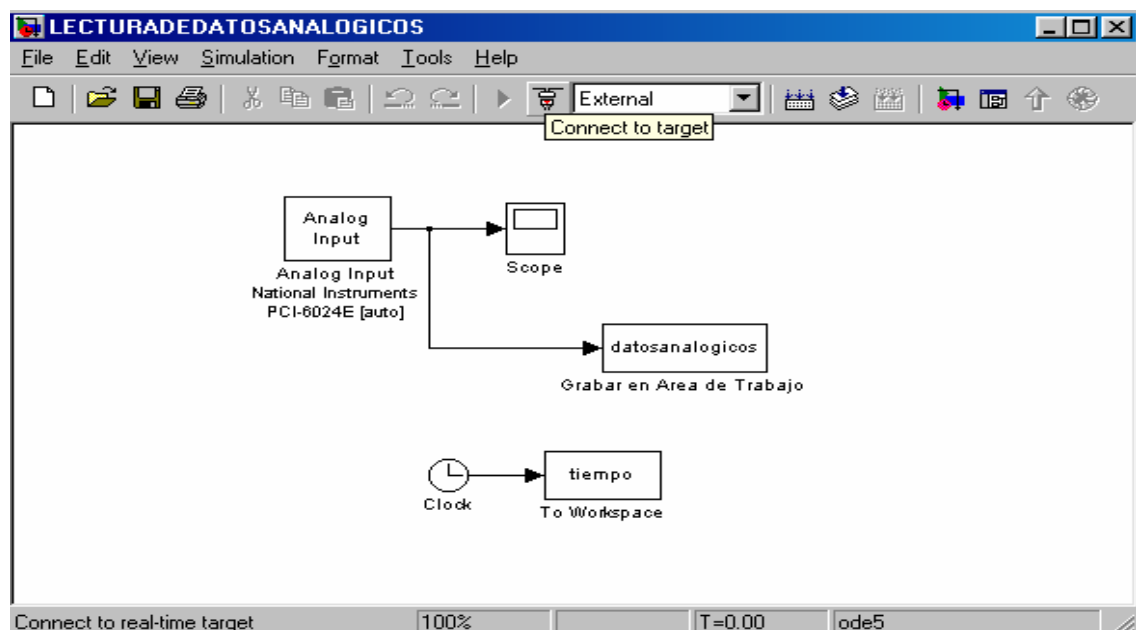 LECTURADEDATOSANALOGICOS
File Edit View Simulation Format Tools Help
External
Connect to target
Analog
Input
Analog Input
National Instruments
PCI-6024E [auto]
Scope
datosanalogicos
Grabar en Area de Trabajo
Clock
tiempo
To Workspace
Connect to real-time target 100% T=0.00 ode5